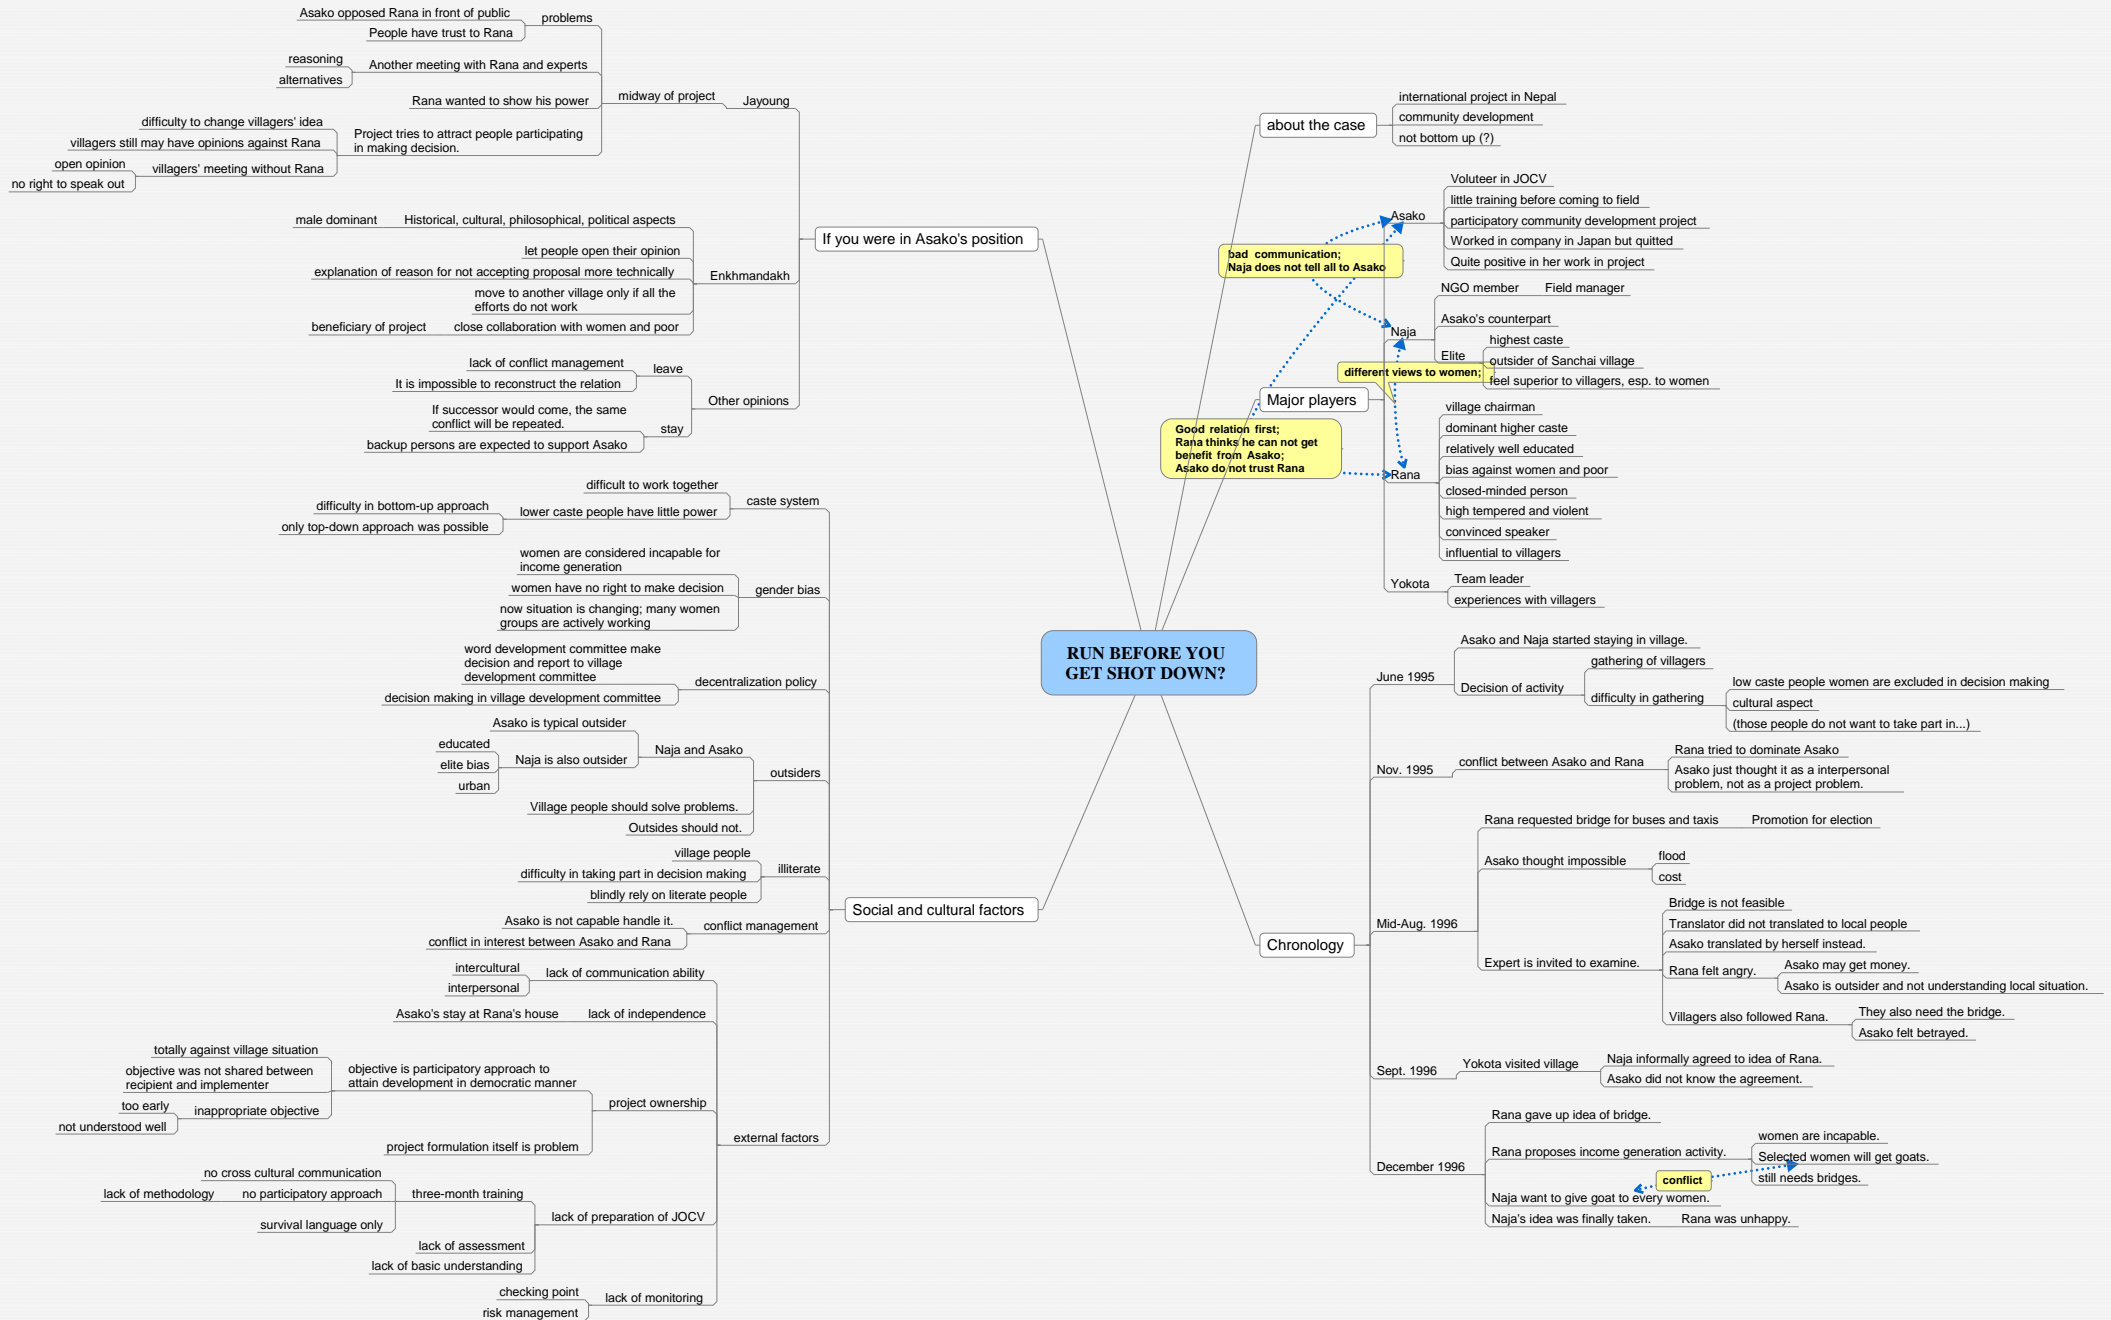 RUN BEFORE YOU
GET SHOT DOWN?
about the case
international project in Nepal
community development
not bottom up (?)
Major players
Asako
Voluteer in JOCV
little training before coming to field
participatory community development project
Worked in company in Japan but quitted
Quite positive in her work in project
bad communication;
Naja does not tell all to Asako
Naja
NGO member
Field manager
Asako's counterpart
Elite
highest caste
outsider of Sanchai village
feel superior to villagers, esp. to women
different views to women;
Good relation first;
Rana thinks he can not get
benefit from Asako;
Asako do not trust Rana
Rana
village chairman
dominant higher caste
relatively well educated
bias against women and poor
closed-minded person
high tempered and violent
convinced speaker
influential to villagers
Yokota
Team leader
experiences with villagers
Chronology
June 1995
Asako and Naja started staying in village.
Decision of activity
gathering of villagers
difficulty in gathering
low caste people women are excluded in decision making
cultural aspect
(those people do not want to take part in...)
Nov. 1995
conflict between Asako and Rana
Rana tried to dominate Asako
Asako just thought it as a interpersonal
problem, not as a project problem.
Mid-Aug. 1996
Rana requested bridge for buses and taxis
Promotion for election
Asako thought impossible
flood
cost
Expert is invited to examine.
Bridge is not feasible
Translator did not translated to local people
Asako translated by herself instead.
Rana felt angry.
Asako may get money.
Asako is outsider and not understanding local situation.
Villagers also followed Rana.
They also need the bridge.
Asako felt betrayed.
Sept. 1996
Yokota visited village
Naja informally agreed to idea of Rana.
Asako did not know the agreement.
December 1996
Rana gave up idea of bridge.
Rana proposes income generation activity.
women are incapable.
Selected women will get goats.
still needs bridges.
conflict
Naja want to give goat to every women.
Naja's idea was finally taken.
Rana was unhappy.
If you were in Asako's position
Jayoung
midway of project
problems
Asako opposed Rana in front of public
People have trust to Rana
Another meeting with Rana and experts
reasoning
alternatives
Rana wanted to show his power
Project tries to attract people participating
in making decision.
difficulty to change villagers' idea
villagers still may have opinions against Rana
villagers' meeting without Rana
open opinion
no right to speak out
Enkhmandakh
Historical, cultural, philosophical, political aspects
male dominant
let people open their opinion
explanation of reason for not accepting proposal more technically
move to another village only if all the
efforts do not work
close collaboration with women and poor
beneficiary of project
Other opinions
leave
lack of conflict management
It is impossible to reconstruct the relation
stay
If successor would come, the same
conflict will be repeated.
backup persons are expected to support Asako
Social and cultural factors
caste system
difficult to work together
lower caste people have little power
difficulty in bottom-up approach
only top-down approach was possible
gender bias
women are considered incapable for
income generation
women have no right to make decision
now situation is changing; many women
groups are actively working
decentralization policy
word development committee make
decision and report to village
development committee
decision making in village development committee
outsiders
Naja and Asako
Asako is typical outsider
Naja is also outsider
educated
elite bias
urban
Village people should solve problems.
Outsides should not.
illiterate
village people
difficulty in taking part in decision making
blindly rely on literate people
conflict management
Asako is not capable handle it.
conflict in interest between Asako and Rana
external factors
lack of communication ability
intercultural
interpersonal
lack of independence
Asako's stay at Rana's house
project ownership
objective is participatory approach to
attain development in democratic manner
totally against village situation
objective was not shared between
recipient and implementer
inappropriate objective
too early
not understood well
project formulation itself is problem
lack of preparation of JOCV
three-month training
no cross cultural communication
no participatory approach
lack of methodology
survival language only
lack of assessment
lack of basic understanding
lack of monitoring
checking point
risk management